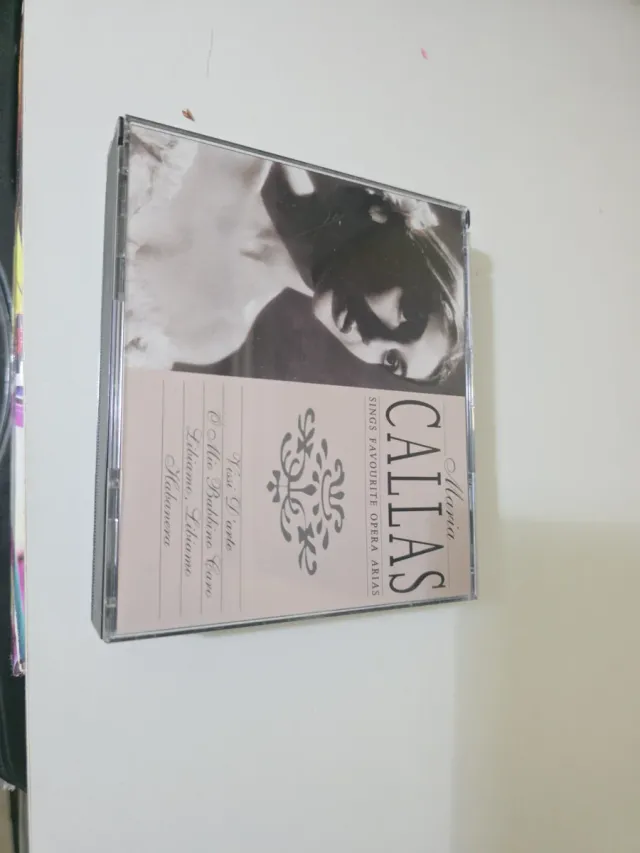 Maria
CALLAS
SINGS FAVOURITE OPERA ARIAS
Vissi D'arte
O Mio Babbino Caro
Libiamo, Libiamo
Habanera